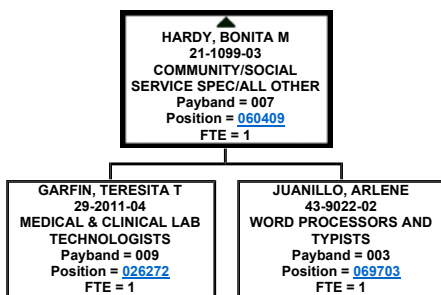 HARDY, BONITA M
21-1099-03
COMMUNITY/SOCIAL
SERVICE SPEC/ALL OTHER
Payband = 007
Position = 060409
FTE = 1
GARFIN, TERESITA T
29-2011-04
MEDICAL & CLINICAL LAB
TECHNOLOGISTS
Payband = 009
Position = 026272
FTE = 1
JUANILLO, ARLENE
43-9022-02
WORD PROCESSORS AND
TYPISTS
Payband = 003
Position = 069703
FTE = 1